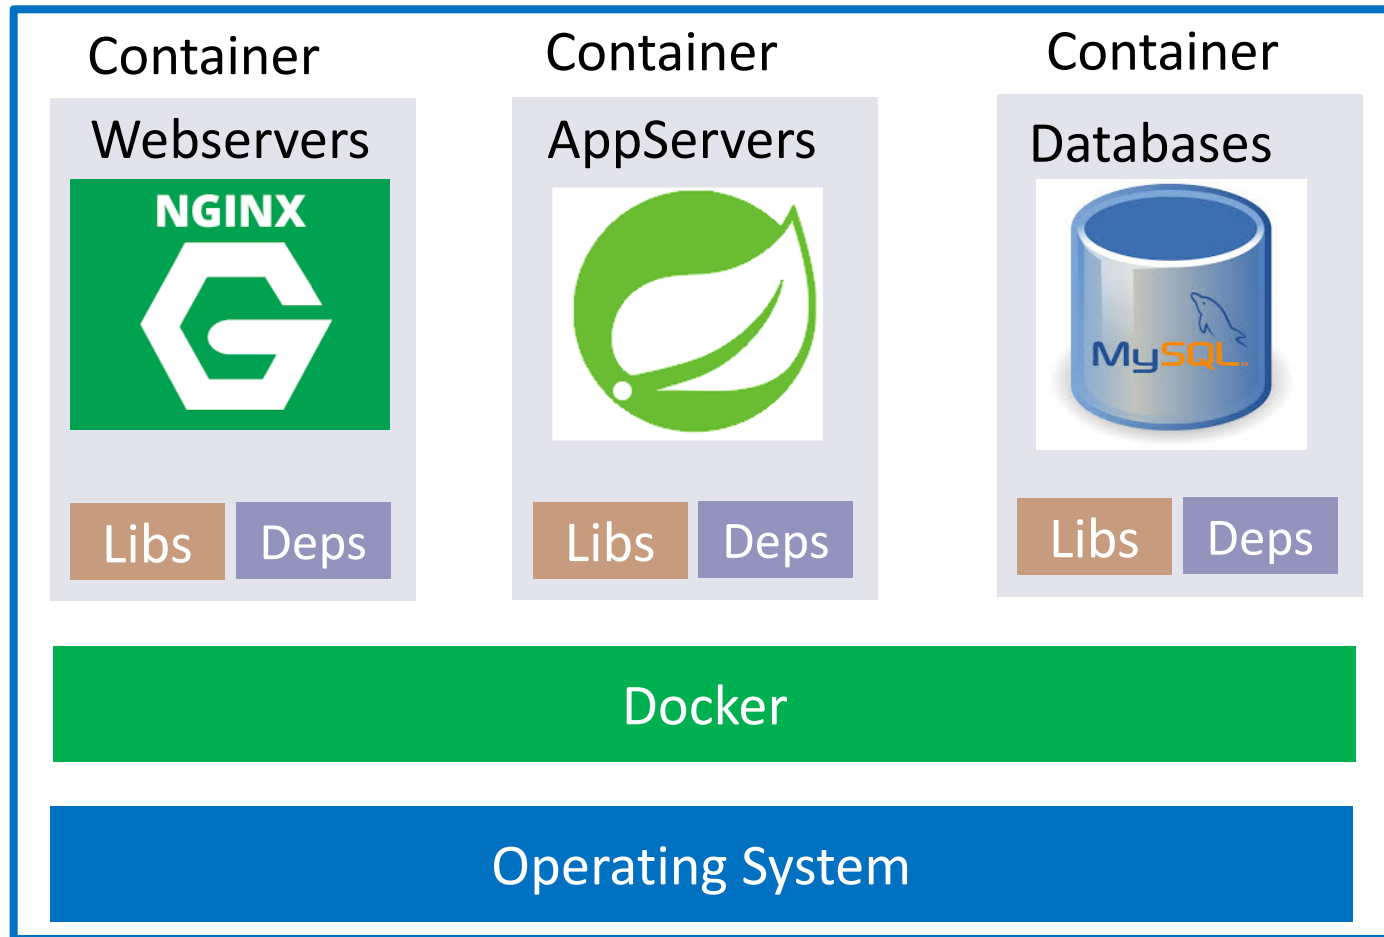 Container
Container
Container
Webservers
AppServers
Databases
NGINX
G
MySQL
Libs
Deps
Libs
Deps
Libs
Deps
Docker
Operating System